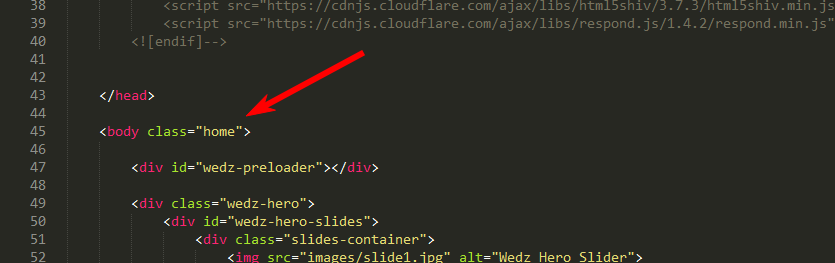 38 <script src="https://cdnjs.cloudflare.com/ajax/libs/html5shiv/3.7.3/html5shiv.min.js
39 <script src="https://cdnjs.cloudflare.com/ajax/libs/respond.js/1.4.2/respond.min.js"
40 <![endif]-->
41
42
43 </head>
44
45 <body class="home">
46
47 <div id="wedz-preloader"></div>
48
49 <div class="wedz-hero">
50 <div id="wedz-hero-slides">
51 <div class="slides-container">
52 <img src="images/slide1.jpg" alt="Wedz Hero Slider">